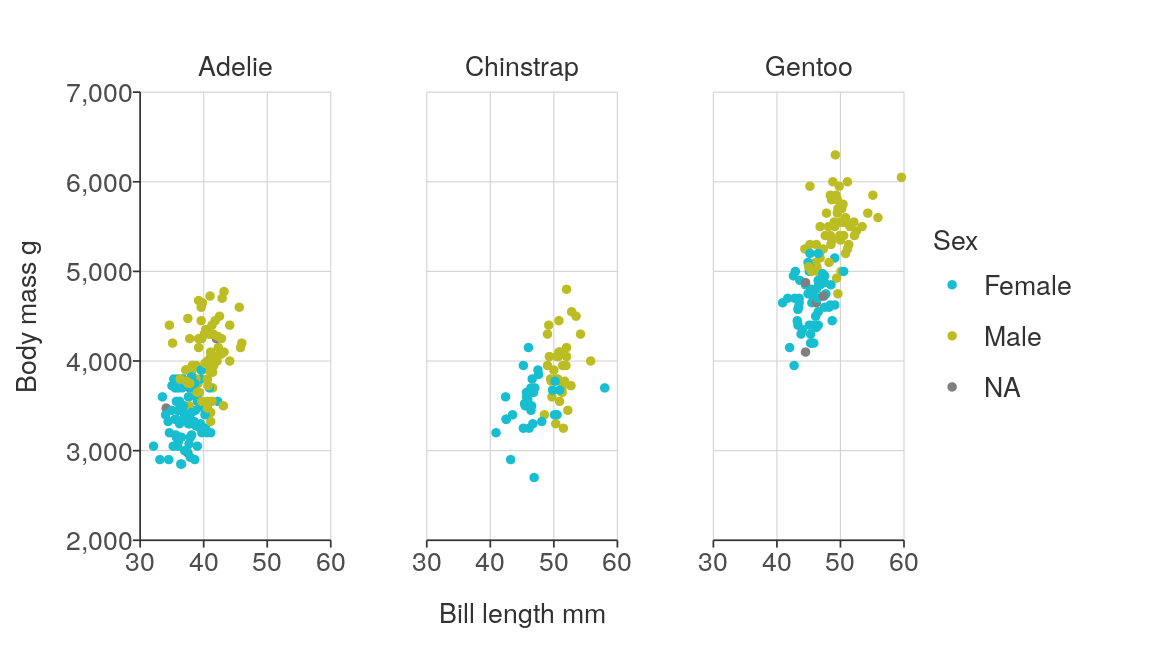 Adelie
Chinstrap
Gentoo
7,000
6,000
5,000
4,000
3,000
2,000
Body mass g
30 40 50 60
30 40 50 60
30 40 50 60
Bill length mm
Sex
Female
Male
NA